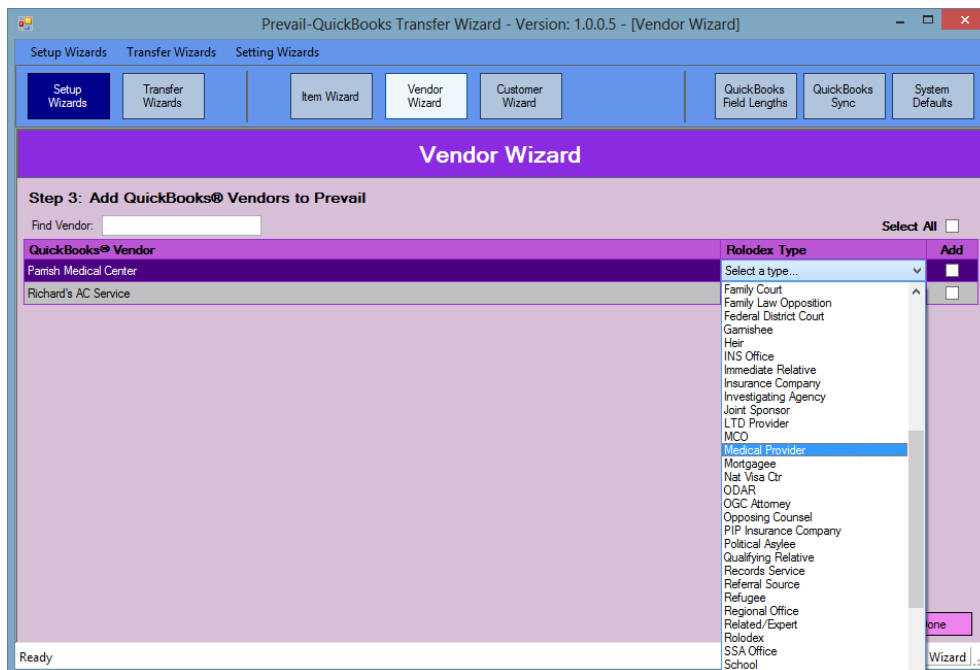 Prevail-QuickBooks Transfer Wizard - Version: 1.0.0.5 - [Vendor Wizard]
Setup Wizards Transfer Wizards Setting Wizards
Setup Wizards
Transfer Wizards
Item Wizard
Vendor Wizard
Customer Wizard
QuickBooks Field Lengths
QuickBooks Sync
System Defaults
Vendor Wizard
Step 3: Add QuickBooks® Vendors to Prevail
Find Vendor:
Select All
QuickBooks® Vendor Rolodex Type Add
Parrish Medical Center Select a type...
Richard's AC Service
Family Court
Family Law Opposition
Federal District Court
Garnishee
Heir
INS Office
Immediate Relative
Insurance Company
Investigating Agency
Joint Sponsor
LTD Provider
MCO
Medical Provider
Mortgagee
Nat Visa Ctr
ODAR
OGC Attorney
Opposing Counsel
PIP Insurance Company
Political Asylee
Qualifying Relative
Records Service
Referral Source
Refugee
Regional Office
Related/Expert
Rolodex
SSA Office
School
Ready
Wizard